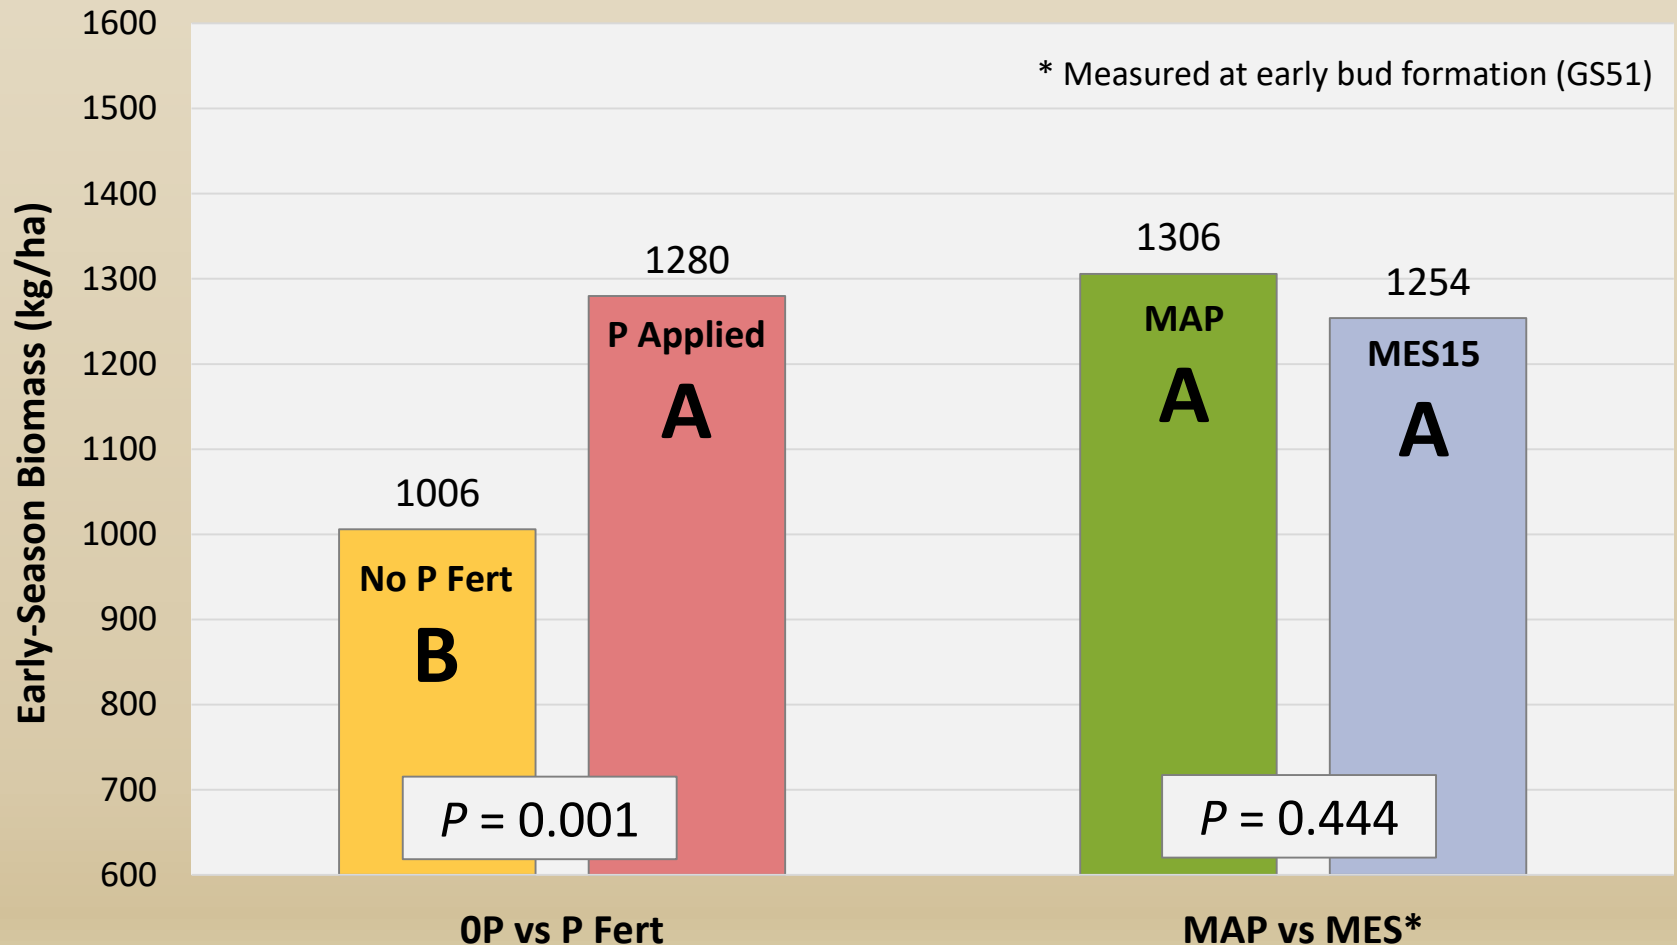 * Measured at early bud formation (GS51)
Early-Season Biomass (kg/ha)
1600
1500
1400
1300
1200
1100
1000
900
800
700
600
1006
No P Fert
B
1280
P Applied
A
P = 0.001
1306
MAP
A
1254
MES15
A
P = 0.444
0P vs P Fert
MAP vs MES*